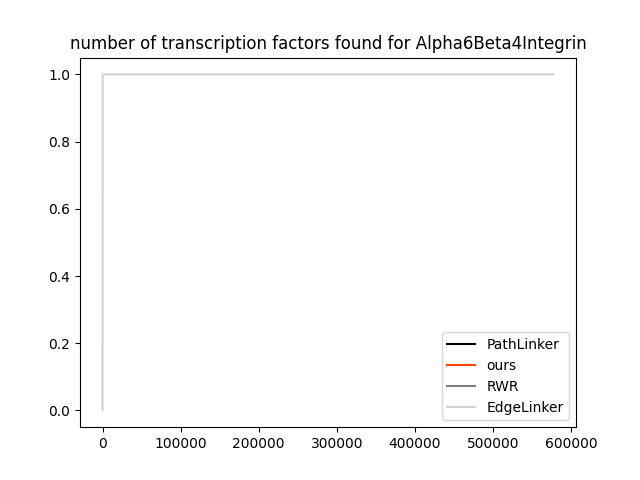 number of transcription factors found for Alpha6Beta4Integrin
1.0
0.8
0.6
0.4
0.2
0.0
PathLinker
ours
RWR
EdgeLinker
0 100000 200000 300000 400000 500000 600000